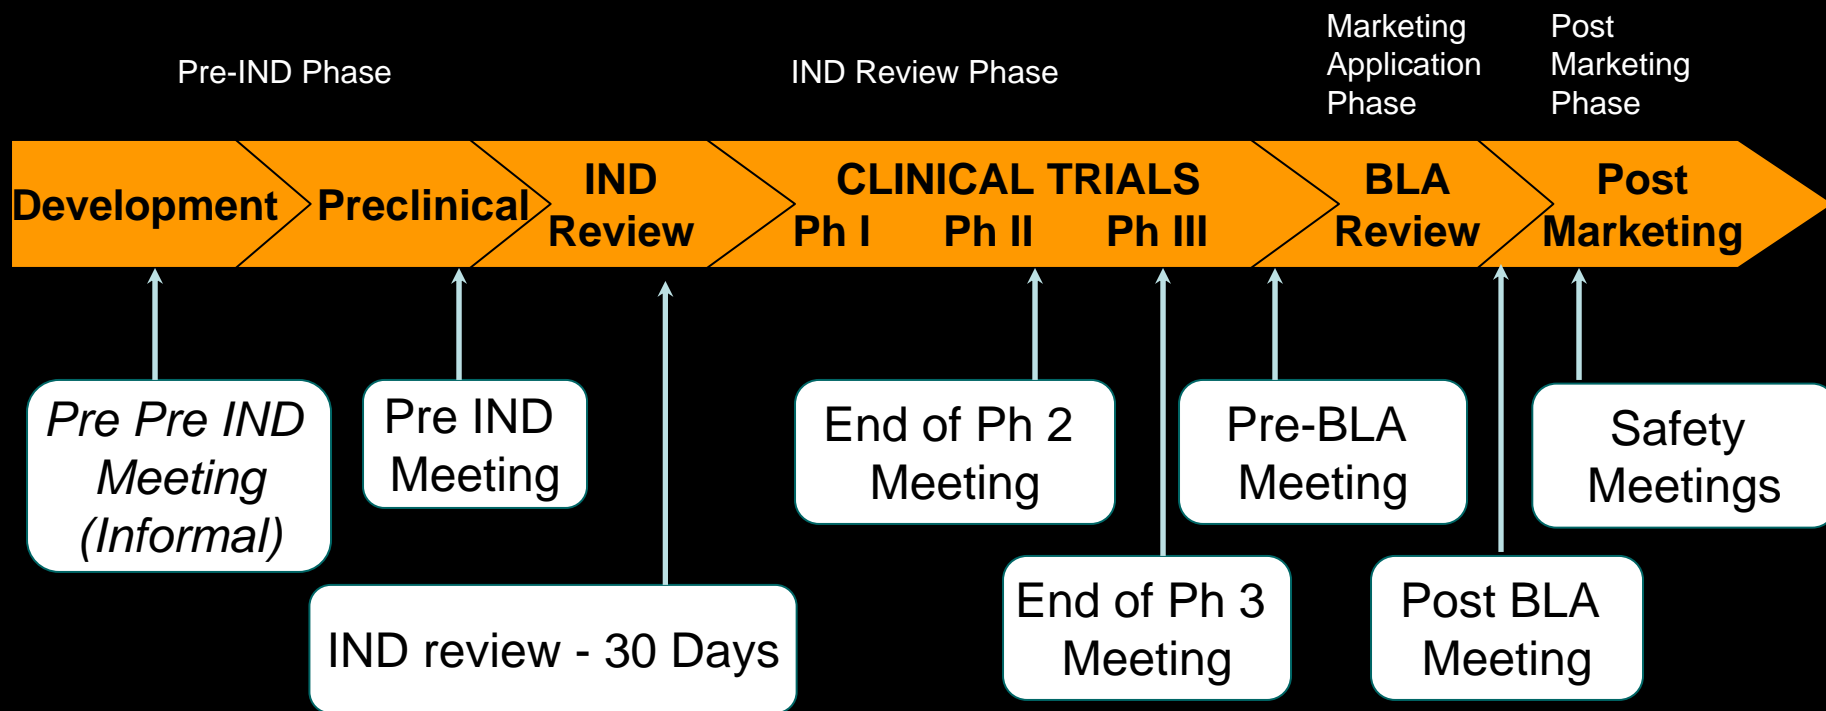 Pre-IND Phase
IND Review Phase
Marketing
Application
Phase
Post
Marketing
Phase
Development
Preclinical
IND
Review
CLINICAL TRIALS
Ph I Ph II Ph III
BLA
Review
Post
Marketing
Pre Pre IND
Meeting
(Informal)
Pre IND
Meeting
IND review - 30 Days
End of Ph 2
Meeting
End of Ph 3
Meeting
Pre-BLA
Meeting
Post BLA
Meeting
Safety
Meetings